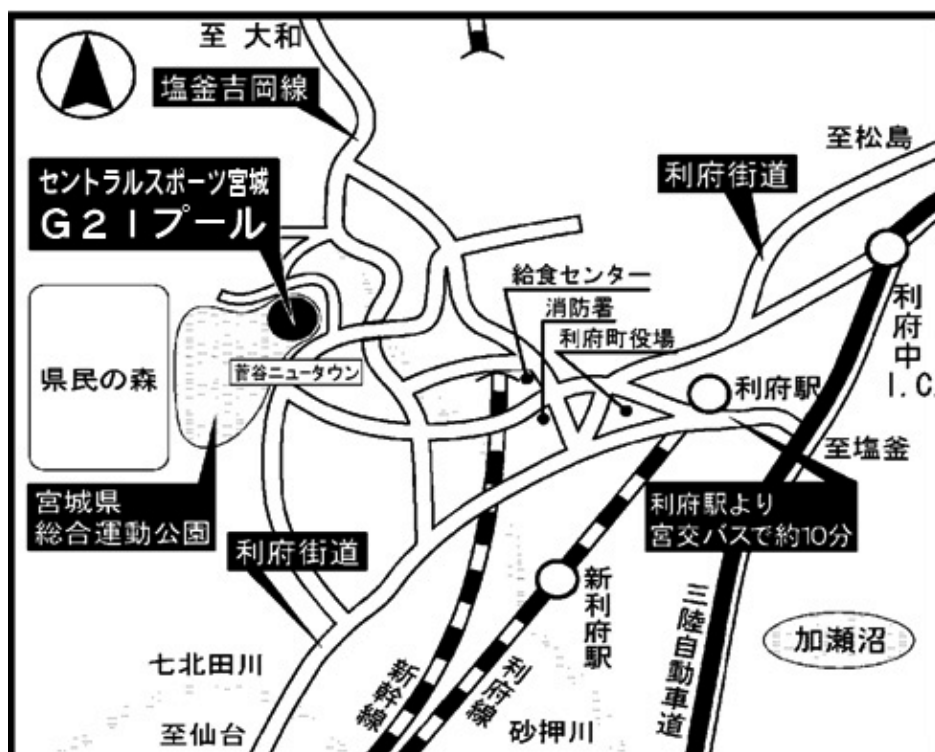 至 大和
塩釜吉岡線
至松島
利府街道
セントラルスポーツ宮城
G21プール
給食センター
消防署
利府町役場
利府中I.C.
県民の森
菅谷ニュータウン
利府駅
至塩釜
宮城県
総合運動公園
利府駅より
宮交バスで約10分
利府街道
新利府駅
三陸自動車道
加瀬沼
七北田川
新幹線
利府線
至仙台
砂押川